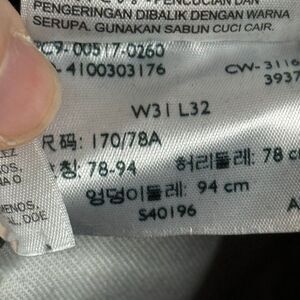 PENGERINGAN DIBALIK DENGAN WARNA
SERUPA. GUNAKAN SABUN CUCI CAIR.
-00517-0260
-4100303176
CW-3116
3937
W31 L32
尺码: 170/78A
칭: 78-94
허리둘레: 78 c
엉덩이둘레: 94 cm
S40196